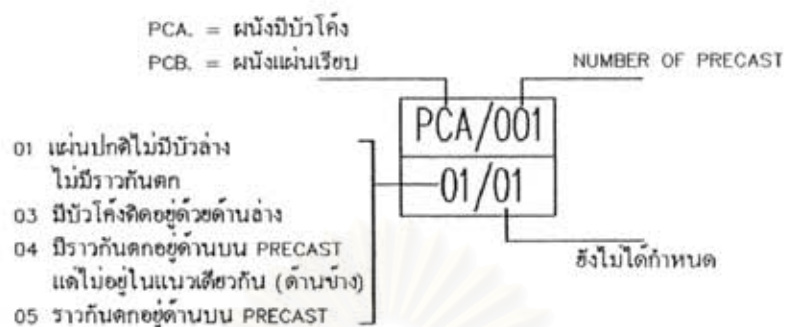 PCA. = ผนังมีบัวโค้ง
PCB. = ผนังแผ่นเรียบ
NUMBER OF PRECAST
PCA/001
01/01
01 แผ่นปกติไม่มีบัวล่าง
ไม่มีราวกันตก
03 มีบัวโค้งติดอยู่ด้วยด้านล่าง
04 มีราวกันตกอยู่ด้านบน PRECAST
แต่ไม่อยู่ในแนวเดียวกัน (ด้านข้าง)
05 ราวกันตกอยู่ด้านบน PRECAST
ยังไม่ได้กำหนด